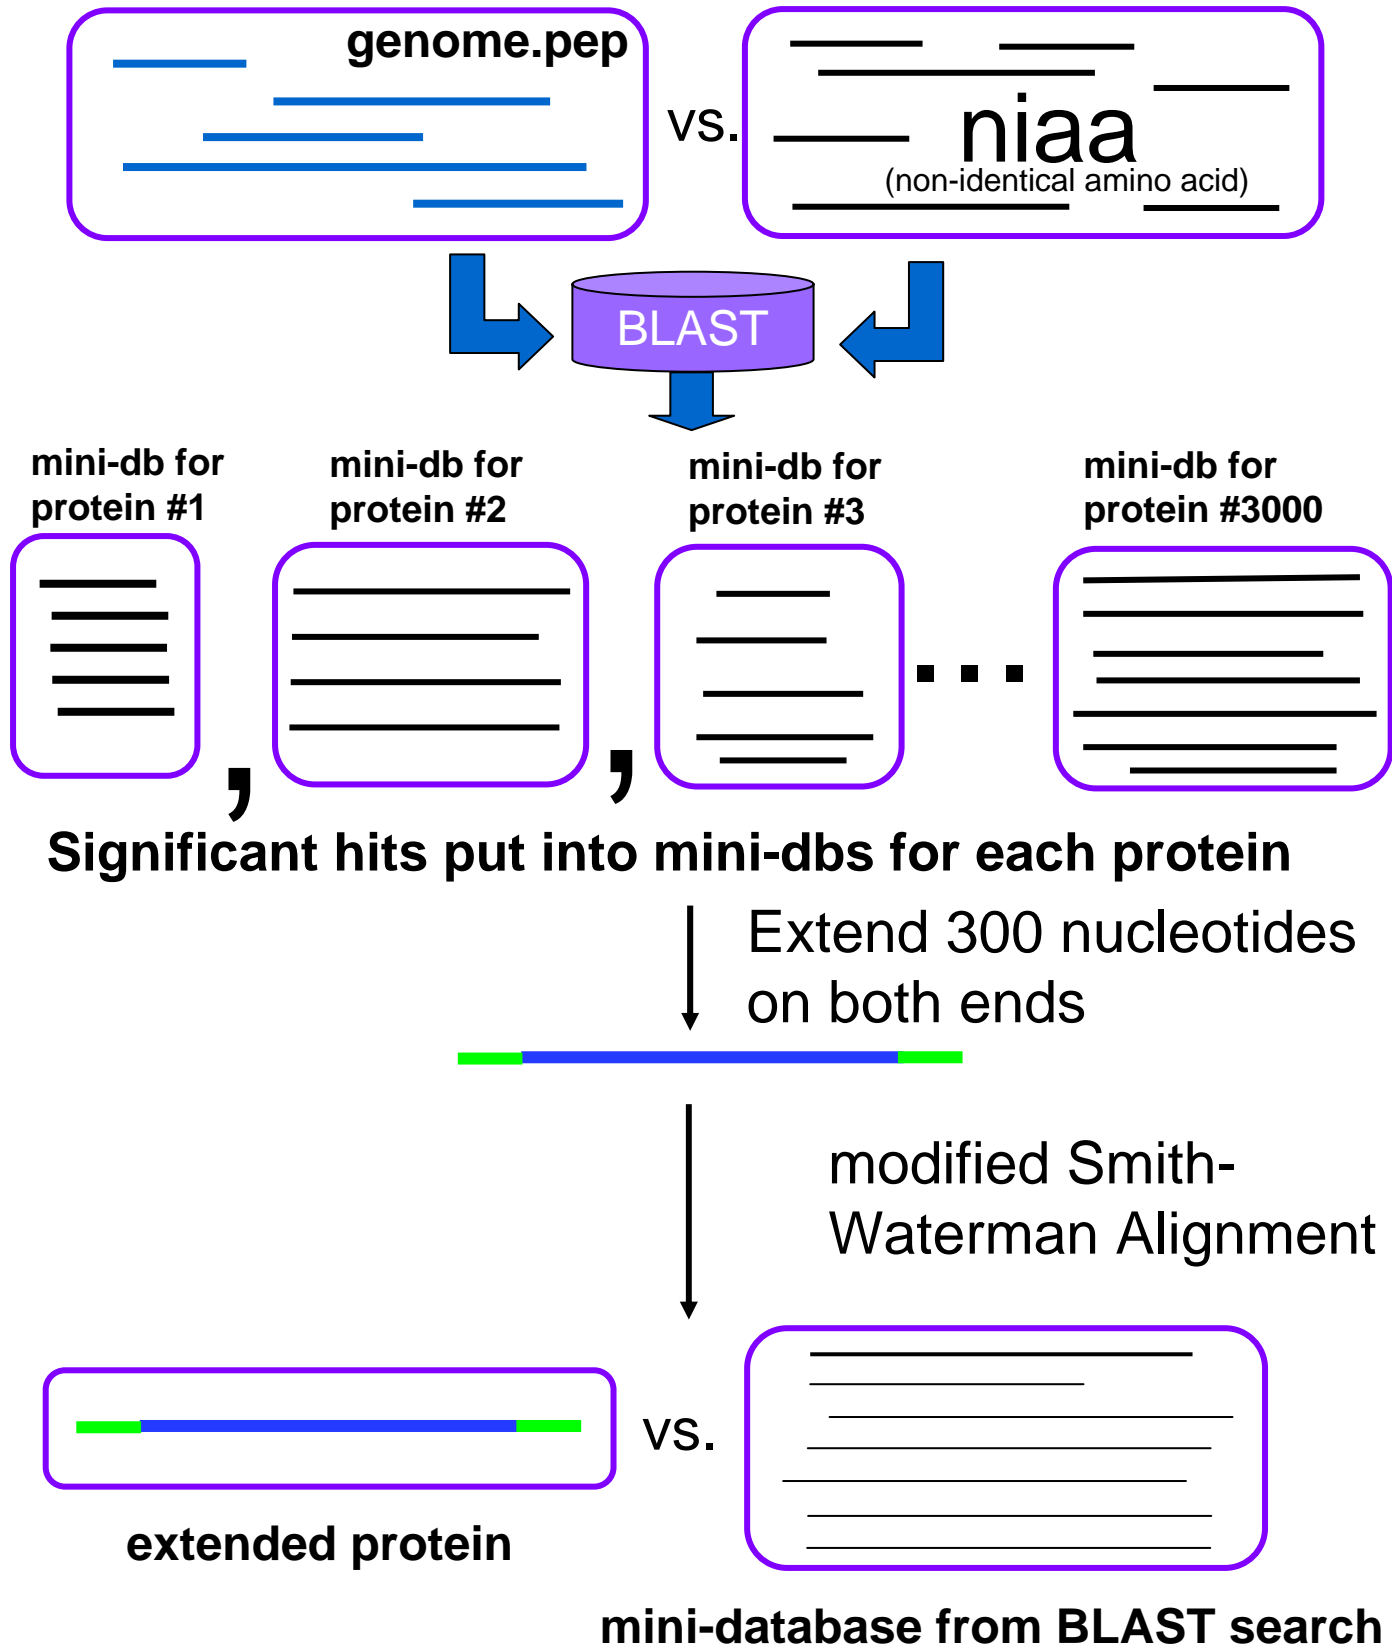 genome.pep
vs.
niaa
(non-identical amino acid)
BLAST
mini-db for
protein #1
mini-db for
protein #2
mini-db for
protein #3
...
mini-db for
protein #3000
,
,
Significant hits put into mini-dbs for each protein
Extend 300 nucleotides
on both ends
modified Smith-
Waterman Alignment
vs.
extended protein
mini-database from BLAST search